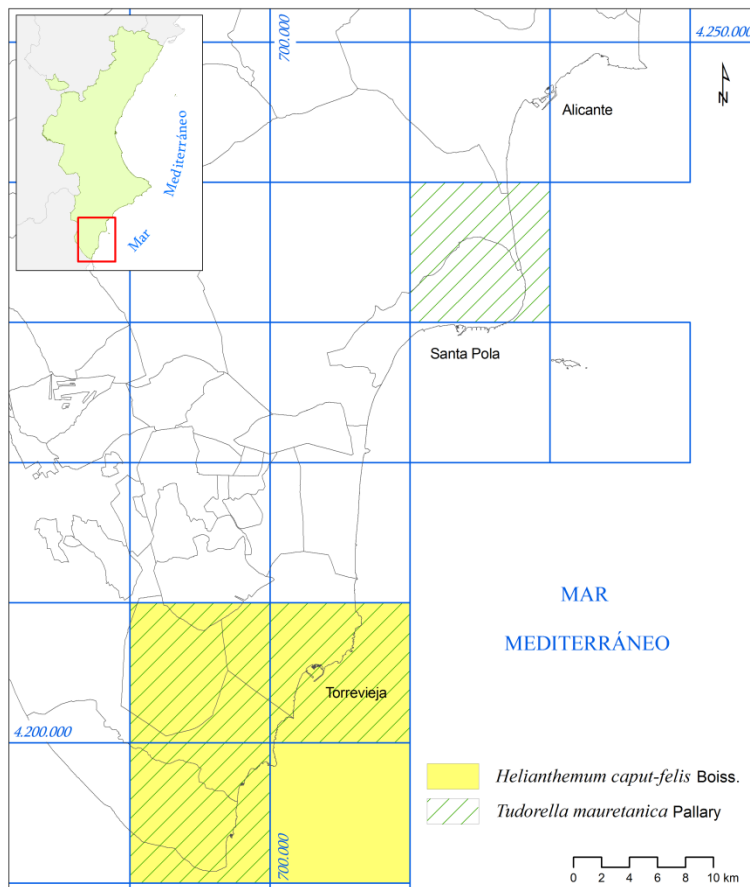 700.000
4.250.000
N
Alicante
Mar
Mediterráneo
Santa Pola
MAR
MEDITERRÁNEO
Torrevieja
4.200.000
Helianthemum caput-felis Boiss.
Tudorella mauretanica Pallary
700.000
0 2 4 6 8 10 km